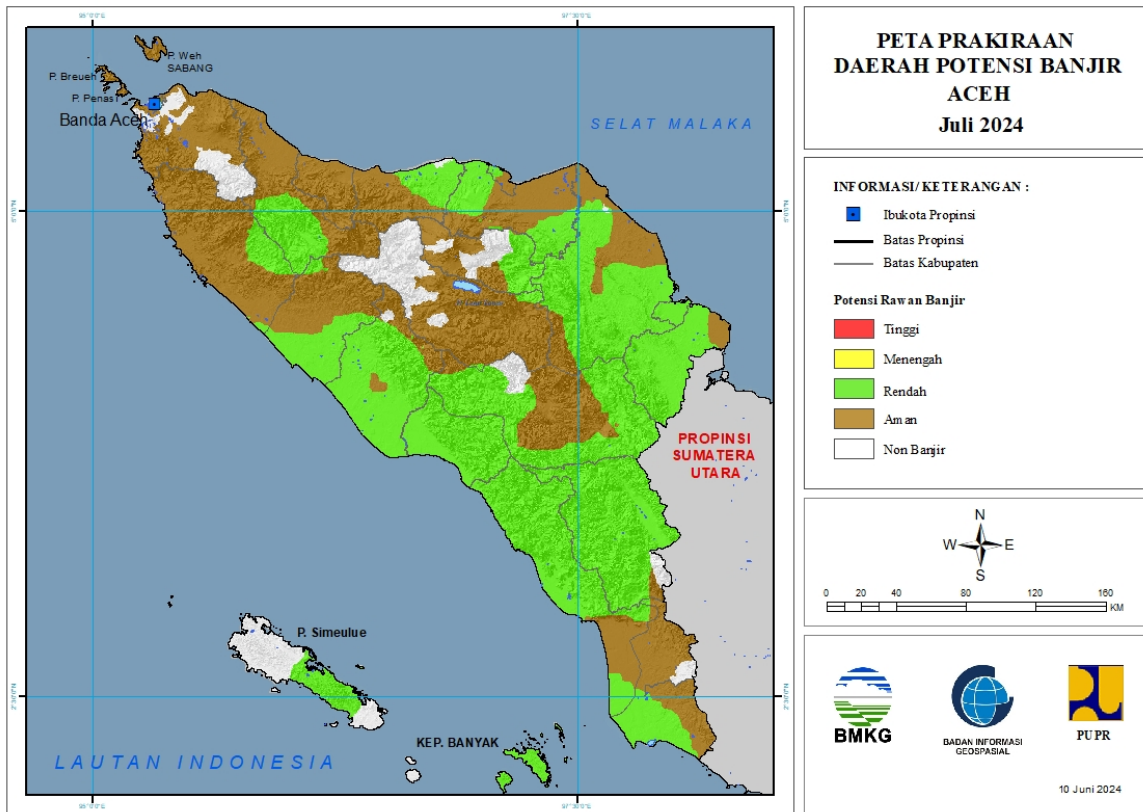 PETA PRAKIRAAN
DAERAH POTENSI BANJIR
ACEH
Juli 2024
INFORMASI/ KETERANGAN :
Ibukota Propinsi
Batas Propinsi
Batas Kabupaten
Potensi Rawan Banjir
Tinggi
Menengah
Rendah
Aman
Non Banjir
N
W E
S
0 20 40 80 120 160
KM
BMKG
BADAN INFORMASI
GEOSPASIAL
PUPR
10 Juni 2024
P. Weh
SABANG
P. Breueh
P. Penasi
Banda Aceh
SELAT MALAKA
PROPINSI
SUMATERA
UTARA
P. Simeulue
KEP. BANYAK
LAUTAN INDONESIA